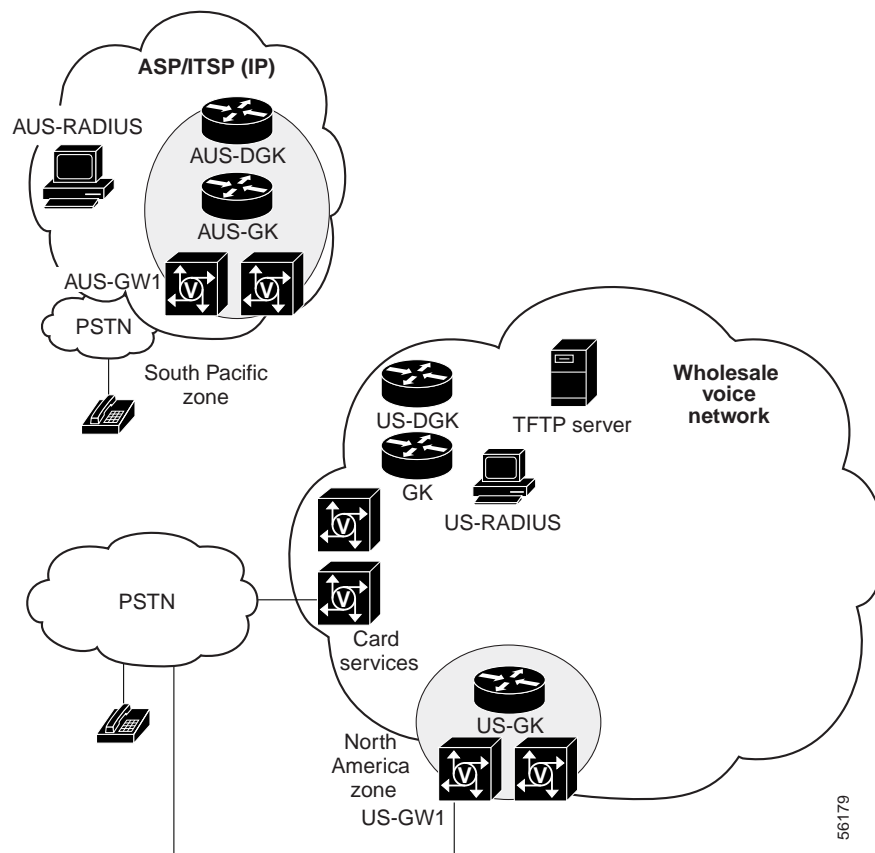 ASP/ITSP (IP)
AUS-RADIUS
AUS-DGK
AUS-GK
V
V
AUS-GW1
PSTN
South Pacific
zone
Wholesale
voice
network
US-DGK
TFTP server
GK
US-RADIUS
V
V
PSTN
Card
services
US-GK
North
America
zone
V
V
US-GW1
56179